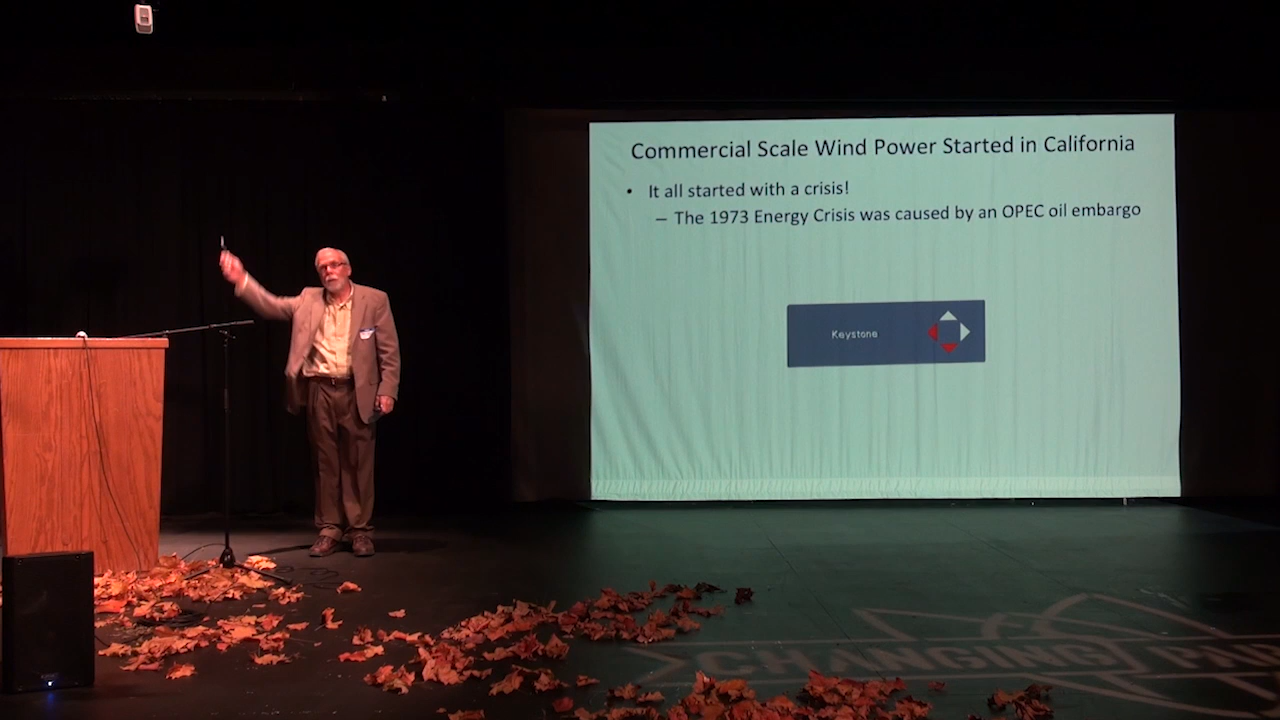 Commercial Scale Wind Power Started in California
• It all started with a crisis!
– The 1973 Energy Crisis was caused by an OPEC oil embargo
Keystone
CHANGING